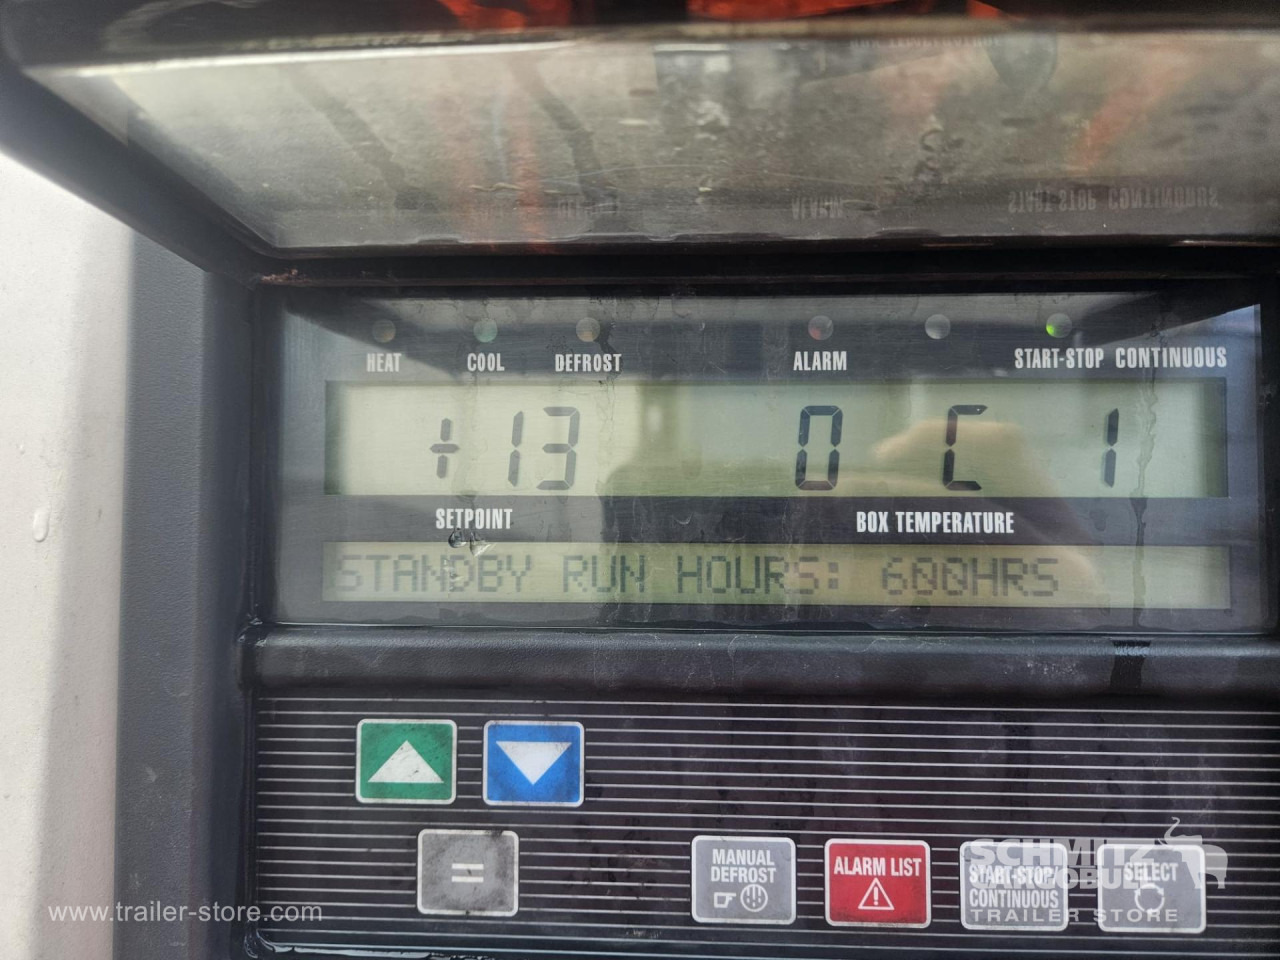 HEAT COOL DEFROST ALARM START-STOP CONTINUOUS
+13 0 C 1
SETPOINT BOX TEMPERATURE
STANDBY RUN HOURS: 600HRS
=
MANUAL DEFROST
ALARM LIST
START-STOP/ CONTINUOUS
SELECT
SCHMITZ CARGOBULL
TRAILER STORE
www.trailer-store.com